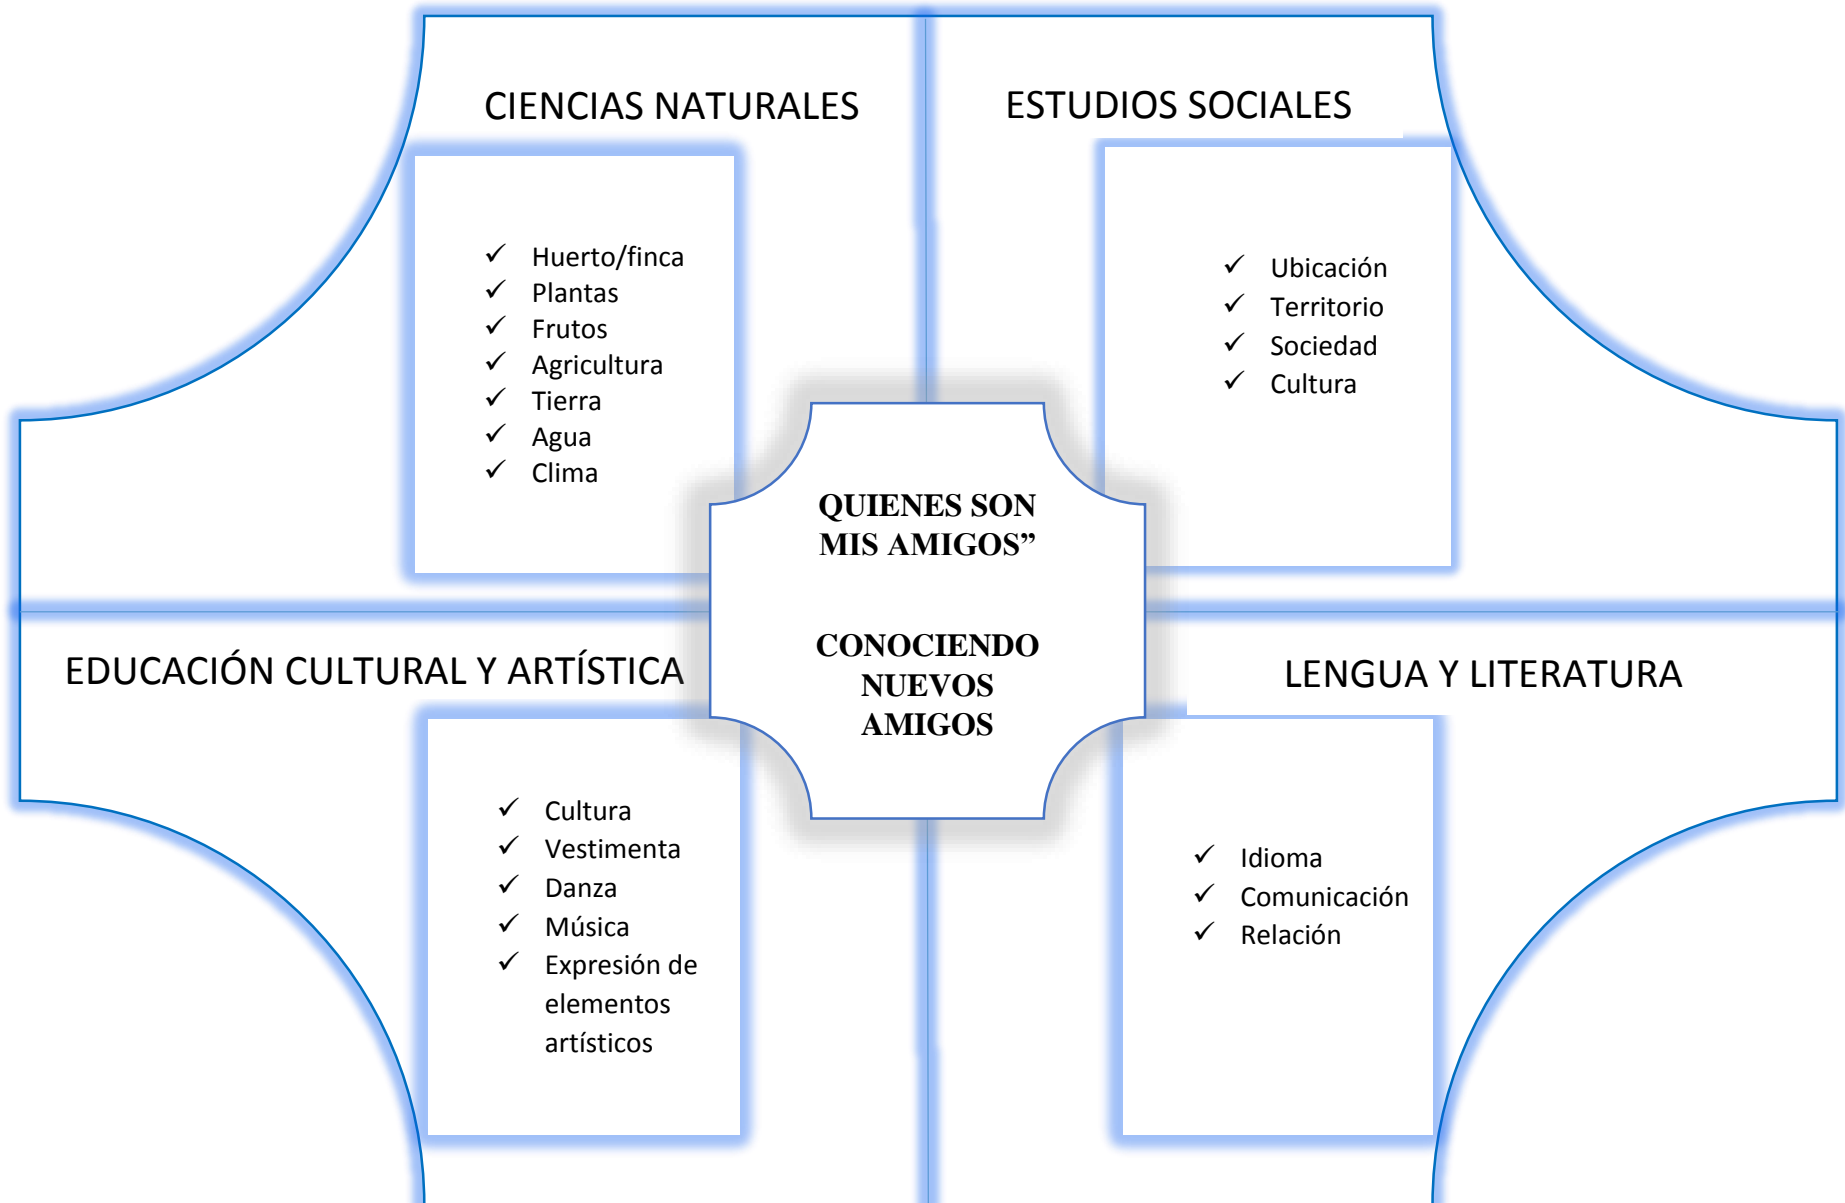 CIENCIAS NATURALES
Huerto/finca
Plantas
Frutos
Agricultura
Tierra
Agua
Clima
ESTUDIOS SOCIALES
Ubicación
Territorio
Sociedad
Cultura
QUIENES SON
MIS AMIGOS”
CONOCIENDO
NUEVOS
AMIGOS
EDUCACIÓN CULTURAL Y ARTÍSTICA
Cultura
Vestimenta
Danza
Música
Expresión de
elementos
artísticos
LENGUA Y LITERATURA
Idioma
Comunicación
Relación